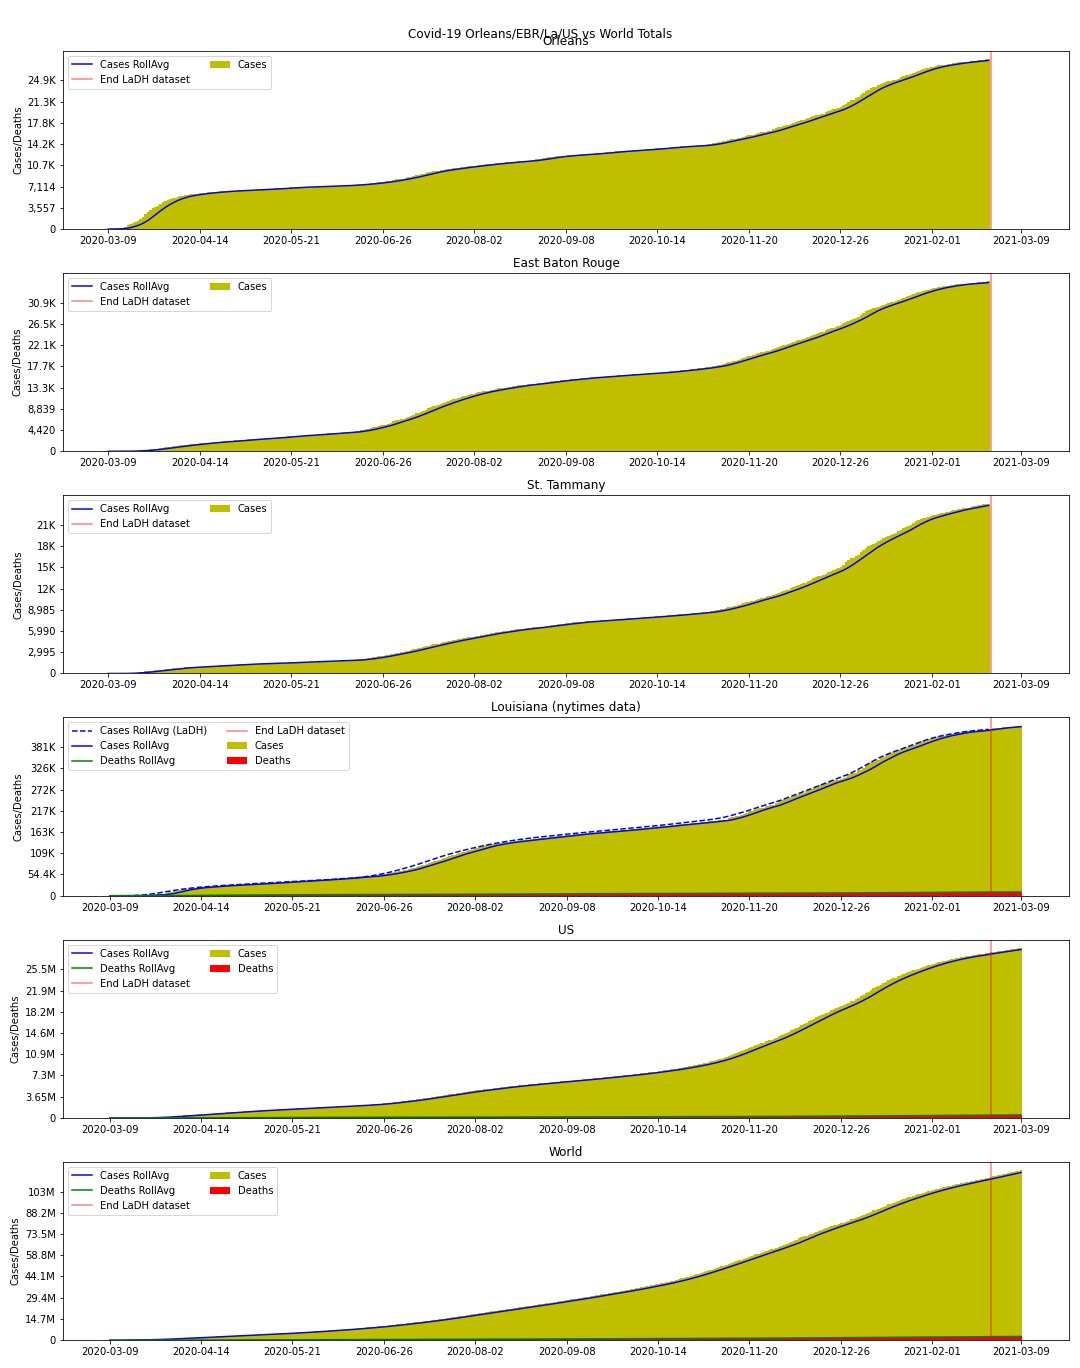 Covid-19 Orleans/EBR/La/US vs World Totals
Orleans
Cases RollAvg
Cases
End LaDH dataset
Cases/Deaths
24.9K
21.3K
17.8K
14.2K
10.7K
7,114
3,557
0
2020-03-09 2020-04-14 2020-05-21 2020-06-26 2020-08-02 2020-09-08 2020-10-14 2020-11-20 2020-12-26 2021-02-01 2021-03-09
East Baton Rouge
Cases RollAvg
Cases
End LaDH dataset
Cases/Deaths
30.9K
26.5K
22.1K
17.7K
13.3K
8,839
4,420
0
2020-03-09 2020-04-14 2020-05-21 2020-06-26 2020-08-02 2020-09-08 2020-10-14 2020-11-20 2020-12-26 2021-02-01 2021-03-09
St. Tammany
Cases RollAvg
Cases
End LaDH dataset
Cases/Deaths
21K
18K
15K
12K
8,985
5,990
2,995
0
2020-03-09 2020-04-14 2020-05-21 2020-06-26 2020-08-02 2020-09-08 2020-10-14 2020-11-20 2020-12-26 2021-02-01 2021-03-09
Louisiana (nytimes data)
Cases RollAvg (LaDH)
End LaDH dataset
Cases RollAvg
Cases
Deaths RollAvg
Deaths
Cases/Deaths
381K
326K
272K
217K
163K
109K
54.4K
0
2020-03-09 2020-04-14 2020-05-21 2020-06-26 2020-08-02 2020-09-08 2020-10-14 2020-11-20 2020-12-26 2021-02-01 2021-03-09
US
Cases RollAvg
Cases
Deaths RollAvg
Deaths
End LaDH dataset
Cases/Deaths
25.5M
21.9M
18.2M
14.6M
10.9M
7.3M
3.65M
0
2020-03-09 2020-04-14 2020-05-21 2020-06-26 2020-08-02 2020-09-08 2020-10-14 2020-11-20 2020-12-26 2021-02-01 2021-03-09
World
Cases RollAvg
Cases
Deaths RollAvg
Deaths
End LaDH dataset
Cases/Deaths
103M
88.2M
73.5M
58.8M
44.1M
29.4M
14.7M
0
2020-03-09 2020-04-14 2020-05-21 2020-06-26 2020-08-02 2020-09-08 2020-10-14 2020-11-20 2020-12-26 2021-02-01 2021-03-09